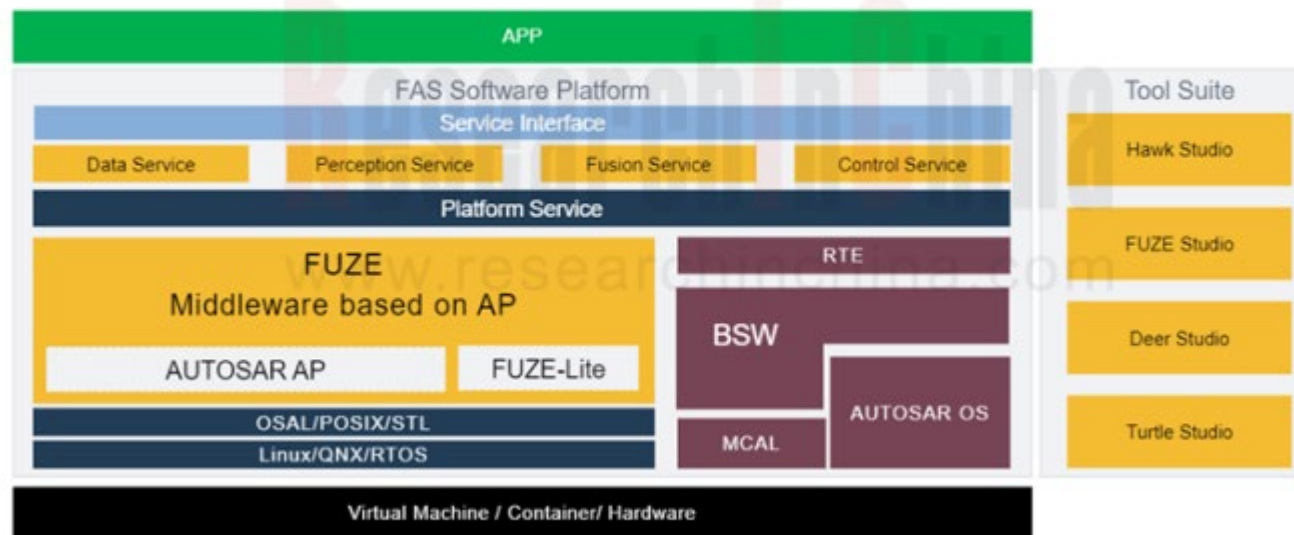 APP
FAS Software Platform
Service Interface
Data Service
Perception Service
Fusion Service
Control Service
Platform Service
FUZE
Middleware based on AP
AUTOSAR AP
FUZE-Lite
OSAL/POSIX/STL
Linux/QNX/RTOS
RTE
BSW
AUTOSAR OS
MCAL
Tool Suite
Hawk Studio
FUZE Studio
Deer Studio
Turtle Studio
Virtual Machine / Container/ Hardware
ResearchInChina
www.researchinchina.com